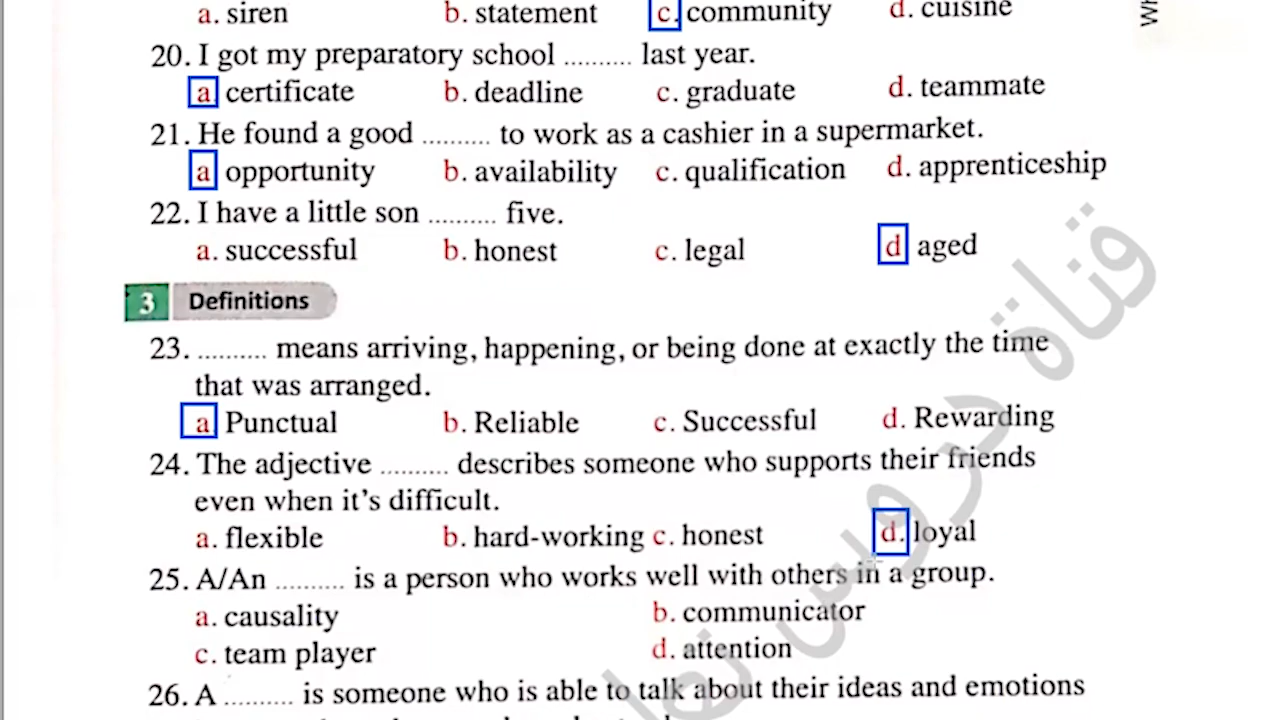 a. siren b. statement c. community d. cuisine
20. I got my preparatory school .......... last year.
a certificate b. deadline c. graduate d. teammate
21. He found a good .......... to work as a cashier in a supermarket.
a opportunity b. availability c. qualification d. apprenticeship
22. I have a little son .......... five.
a. successful b. honest c. legal d aged
3 Definitions
23. .......... means arriving, happening, or being done at exactly the time
that was arranged.
a Punctual b. Reliable c. Successful d. Rewarding
24. The adjective .......... describes someone who supports their friends
even when it's difficult.
a. flexible b. hard-working c. honest d. loyal
25. A/An .......... is a person who works well with others in a group.
a. causality b. communicator
c. team player d. attention
26. A .......... is someone who is able to talk about their ideas and emotions
قناة دروس